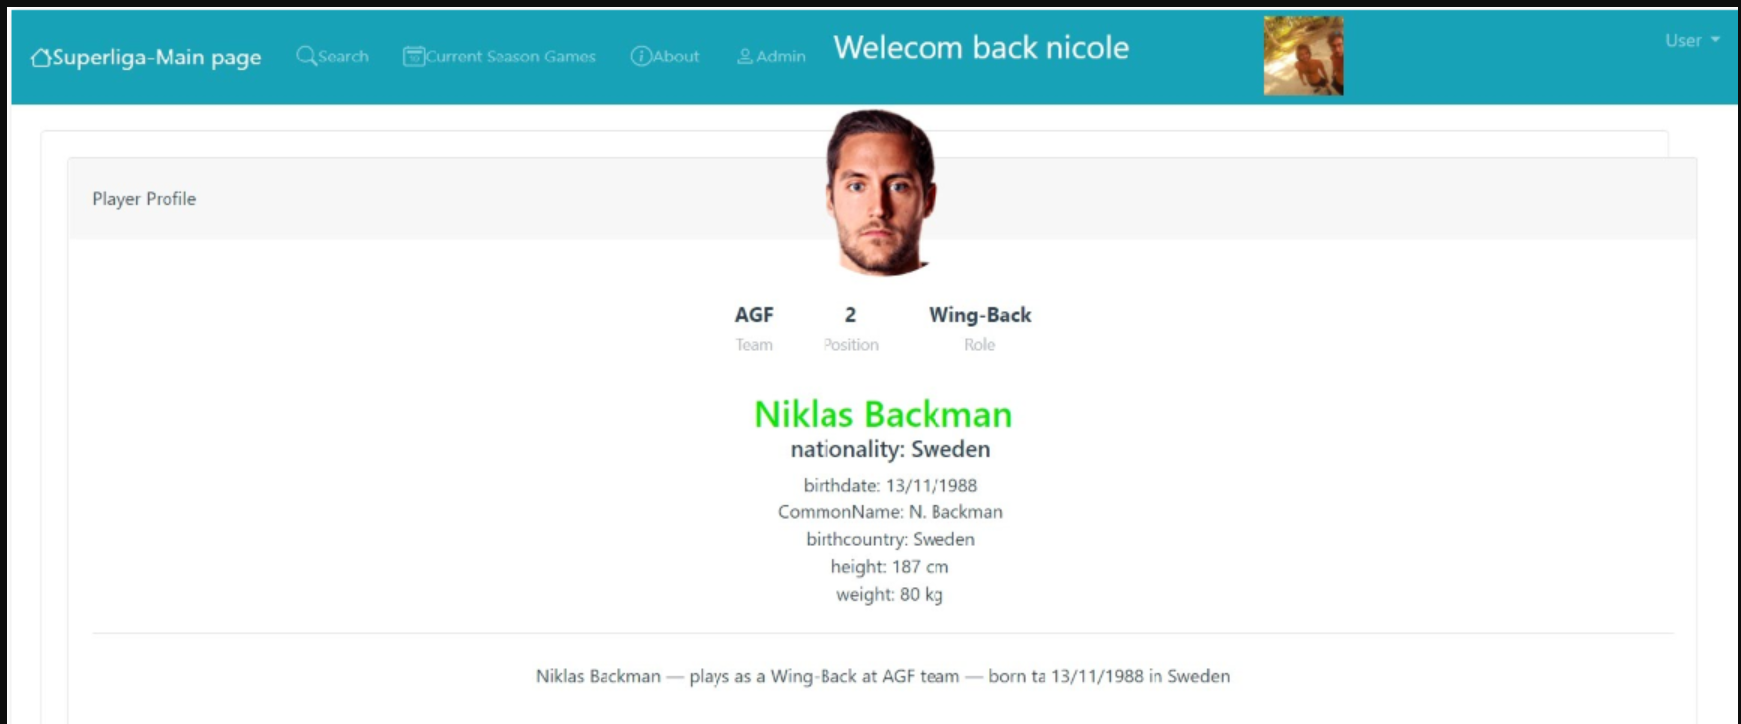 Superliga-Main page Search Current Season Games About Admin Welecom back nicole User
Player Profile
AGF 2 Wing-Back
Team Position Role
Niklas Backman
nationality: Sweden
birthdate: 13/11/1988
CommonName: N. Backman
birthcountry: Sweden
height: 187 cm
weight: 80 kg
Niklas Backman — plays as a Wing-Back at AGF team — born ta 13/11/1988 in Sweden